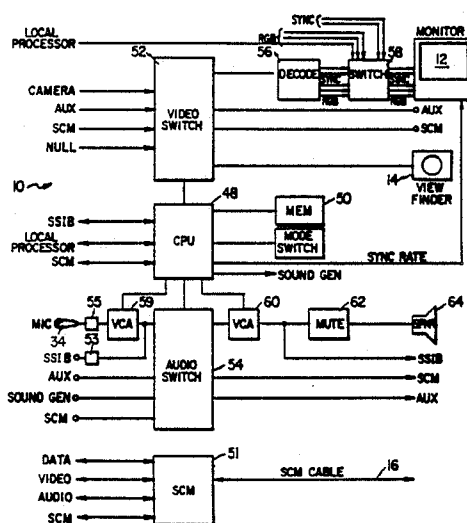 SYNC
LOCAL
PROCESSOR
RGB
MONITOR
52
56
58
12
DECODE
SYNC
RGB
SWITCH
SYNC
RGB
CAMERA
AUX
SCM
NULL
VIDEO
SWITCH
AUX
SCM
14
VIEW
FINDER
10
48
50
SSIB
LOCAL
PROCESSOR
SCM
CPU
MEM
MODE
SWITCH
SYNC RATE
SOUND GEN
55
59
60
62
64
MIC
34
VCA
VCA
MUTE
SPKR
53
SSIB
SSIB
AUX
AUDIO
SWITCH
54
SOUND GEN
SCM
SCM
AUX
51
DATA
VIDEO
AUDIO
SCM
SCM
SCM CABLE
16